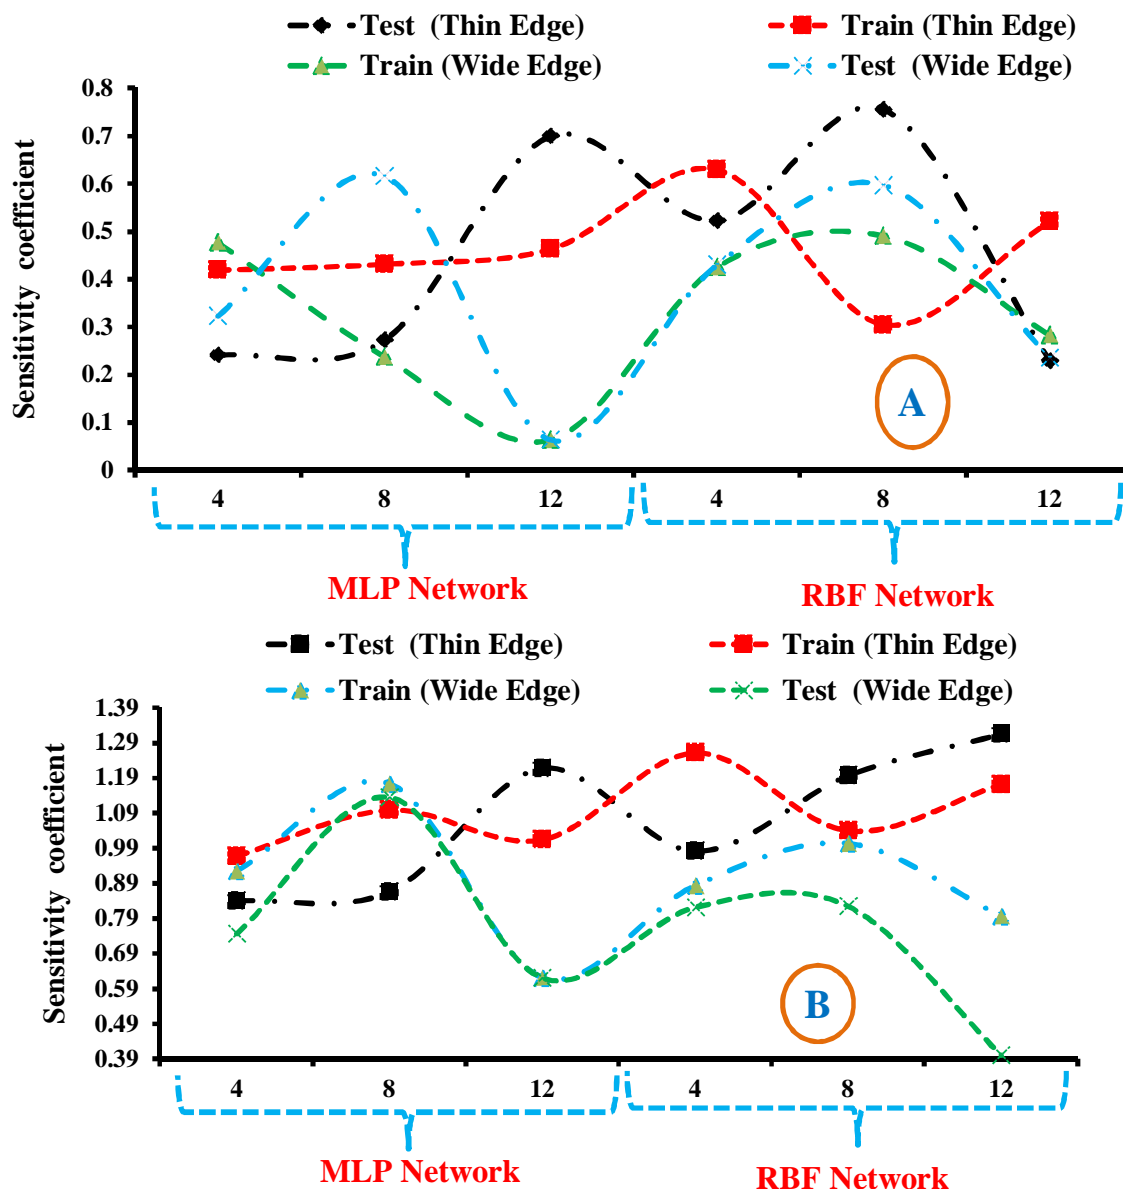 Test (Thin Edge) Train (Thin Edge)
Train (Wide Edge) Test (Wide Edge)
Sensitivity coefficient
0.8
0.7
0.6
0.5
0.4
0.3
0.2
0.1
0
A
4 8 12 4 8 12
MLP Network RBF Network
Test (Thin Edge) Train (Thin Edge)
Train (Wide Edge) Test (Wide Edge)
Sensitivity coefficient
1.39
1.29
1.19
1.09
0.99
0.89
0.79
0.69
0.59
0.49
0.39
B
4 8 12 4 8 12
MLP Network RBF Network